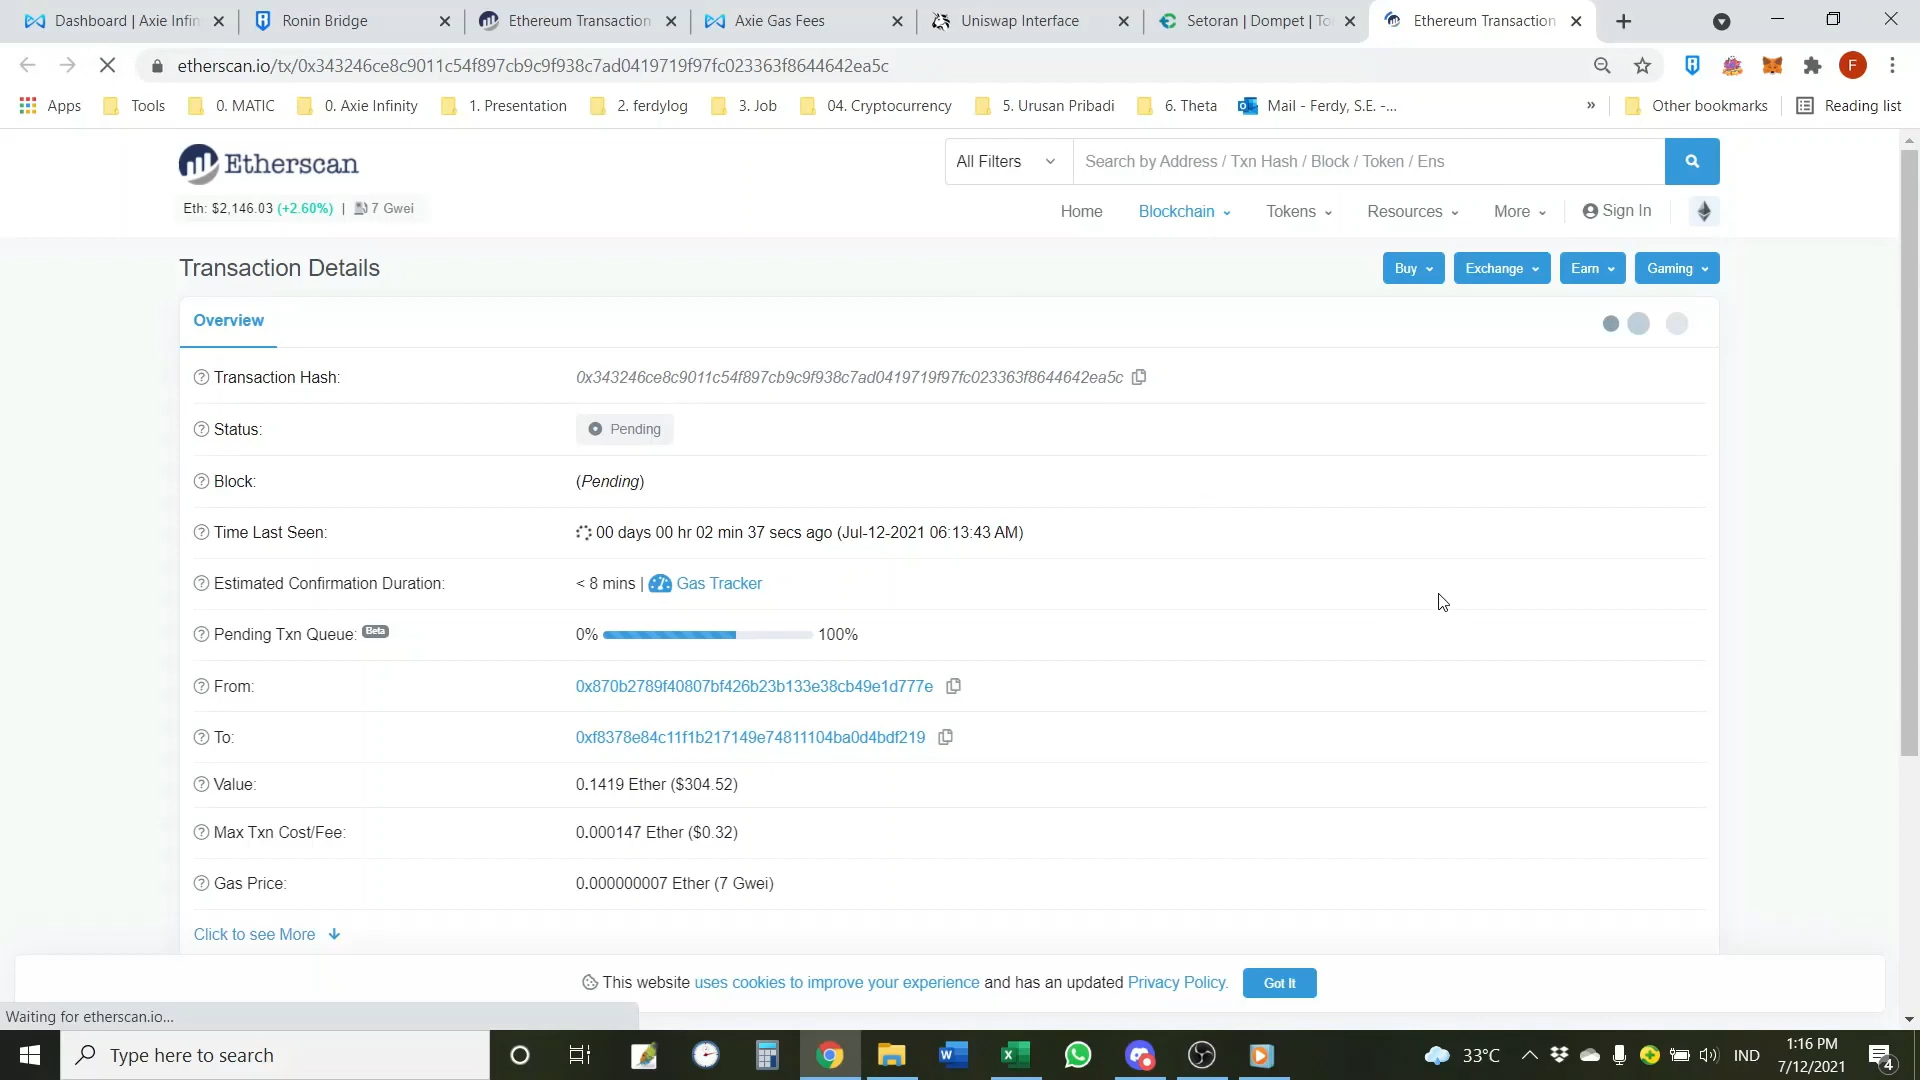 Dashboard | Axie Infin
Ronin Bridge
Ethereum Transaction
Axie Gas Fees
Uniswap Interface
Setoran | Dompet | To
Ethereum Transaction
etherscan.io/tx/0x343246ce8c9011c54f897cb9c9f938c7ad0419719f97fc023363f8644642ea5c
F
Apps
Tools
0. MATIC
0. Axie Infinity
1. Presentation
2. ferdylog
3. Job
04. Cryptocurrency
5. Urusan Pribadi
6. Theta
Mail - Ferdy, S.E. -...
»
Other bookmarks
Reading list
Etherscan
All Filters
Search by Address / Txn Hash / Block / Token / Ens
Eth: $2,146.03 (+2.60%) | 7 Gwei
Home
Blockchain
Tokens
Resources
More
Sign In
Transaction Details
Buy
Exchange
Earn
Gaming
Overview
Transaction Hash:
0x343246ce8c9011c54f897cb9c9f938c7ad0419719f97fc023363f8644642ea5c
Status:
Pending
Block:
(Pending)
Time Last Seen:
00 days 00 hr 02 min 37 secs ago (Jul-12-2021 06:13:43 AM)
Estimated Confirmation Duration:
< 8 mins | Gas Tracker
Pending Txn Queue: Beta
0% 100%
From:
0x870b2789f40807bf426b23b133e38cb49e1d777e
To:
0xf8378e84c11f1b217149e74811104ba0d4bdf219
Value:
0.1419 Ether ($304.52)
Max Txn Cost/Fee:
0.000147 Ether ($0.32)
Gas Price:
0.000000007 Ether (7 Gwei)
Click to see More
This website uses cookies to improve your experience and has an updated Privacy Policy.
Got It
Waiting for etherscan.io...
Type here to search
33°C
IND
1:16 PM
7/12/2021
4